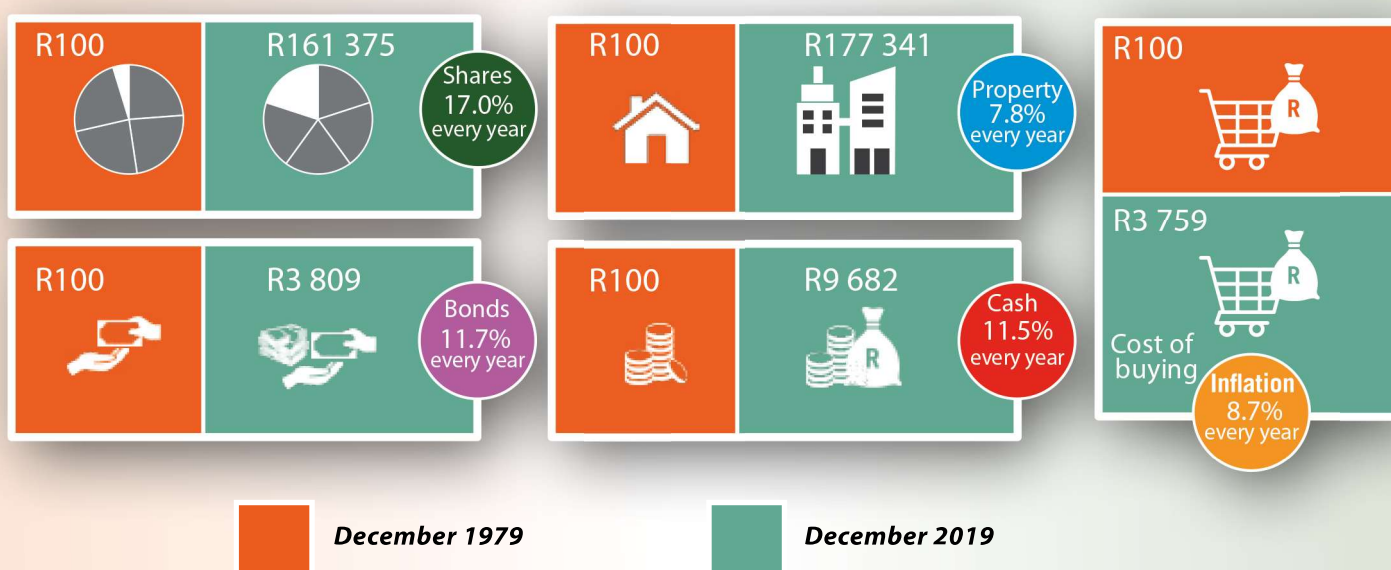 R100
R161 375
Shares
17.0%
every year
R100
R177 341
Property
7.8%
every year
R100
R
R3 759
R
Cost of
buying
Inflation
8.7%
every year
R100
R3 809
Bonds
11.7%
every year
R100
R9 682
R
Cash
11.5%
every year
December 1979
December 2019